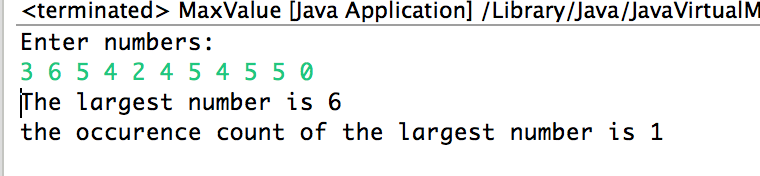 <terminated> MaxValue [Java Application] /Library/Java/JavaVirtualM
Enter numbers:
3 6 5 4 2 4 5 4 5 5 0
The largest number is 6
the occurence count of the largest number is 1